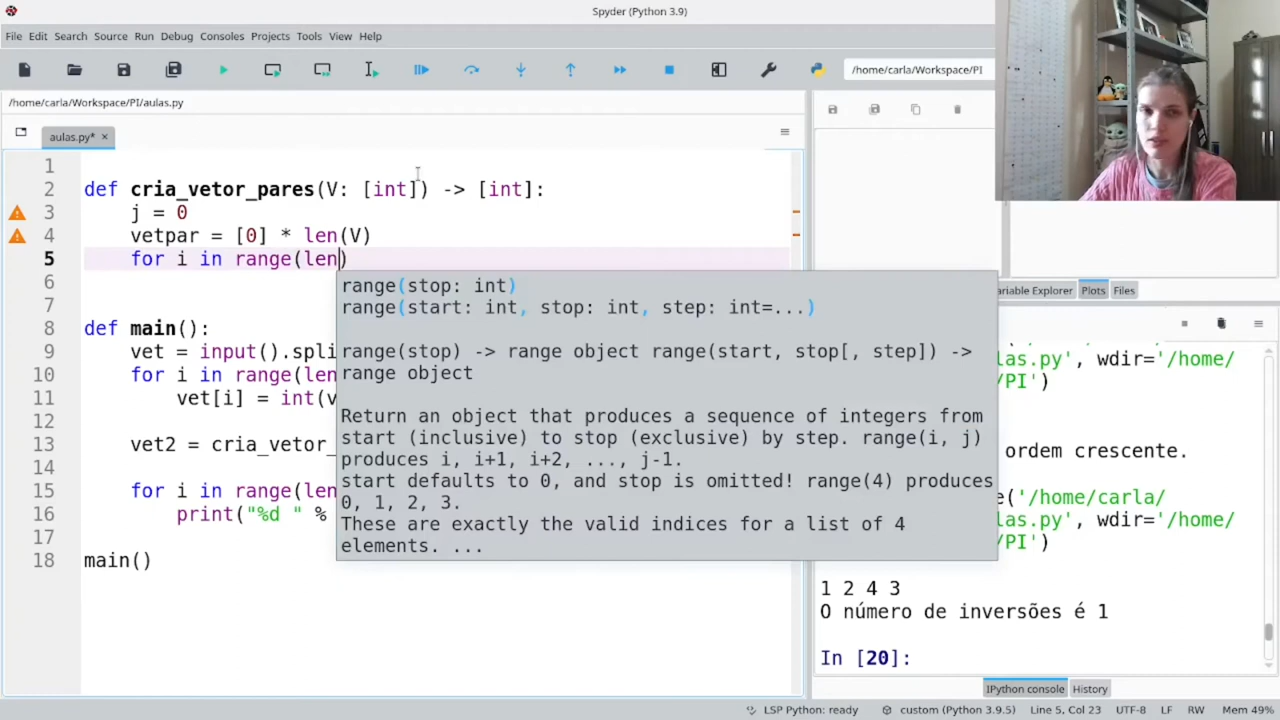 Spyder (Python 3.9)
File Edit Search Source Run Debug Consoles Projects Tools View Help
/home/carla/Workspace/PI
/home/carla/Workspace/PI/aulas.py
aulas.py*
1
2 def cria_vetor_pares(V: [int]) -> [int]:
3 j = 0
4 vetpar = [0] * len(V)
5 for i in range(len)
6
7
8 def main():
9 vet = input().spli
10 for i in range(len
11 vet[i] = int(v
12
13 vet2 = cria_vetor_
14
15 for i in range(len
16 print("%d " %
17
18 main()
range(stop: int)
range(start: int, stop: int, step: int=...)
range(stop) -> range object range(start, stop[, step]) ->
range object
Return an object that produces a sequence of integers from
start (inclusive) to stop (exclusive) by step. range(i, j)
produces i, i+1, i+2, ..., j-1.
start defaults to 0, and stop is omitted! range(4) produces
0, 1, 2, 3.
These are exactly the valid indices for a list of 4
elements. ...
ariable Explorer Plots Files
las.py', wdir='/home/
/PI')
ordem crescente.
e('/home/carla/
las.py', wdir='/home/
/PI')
1 2 4 3
O número de inversões é 1
In [20]:
IPython console History
LSP Python: ready custom (Python 3.9.5) Line 5, Col 23 UTF-8 LF RW Mem 49%